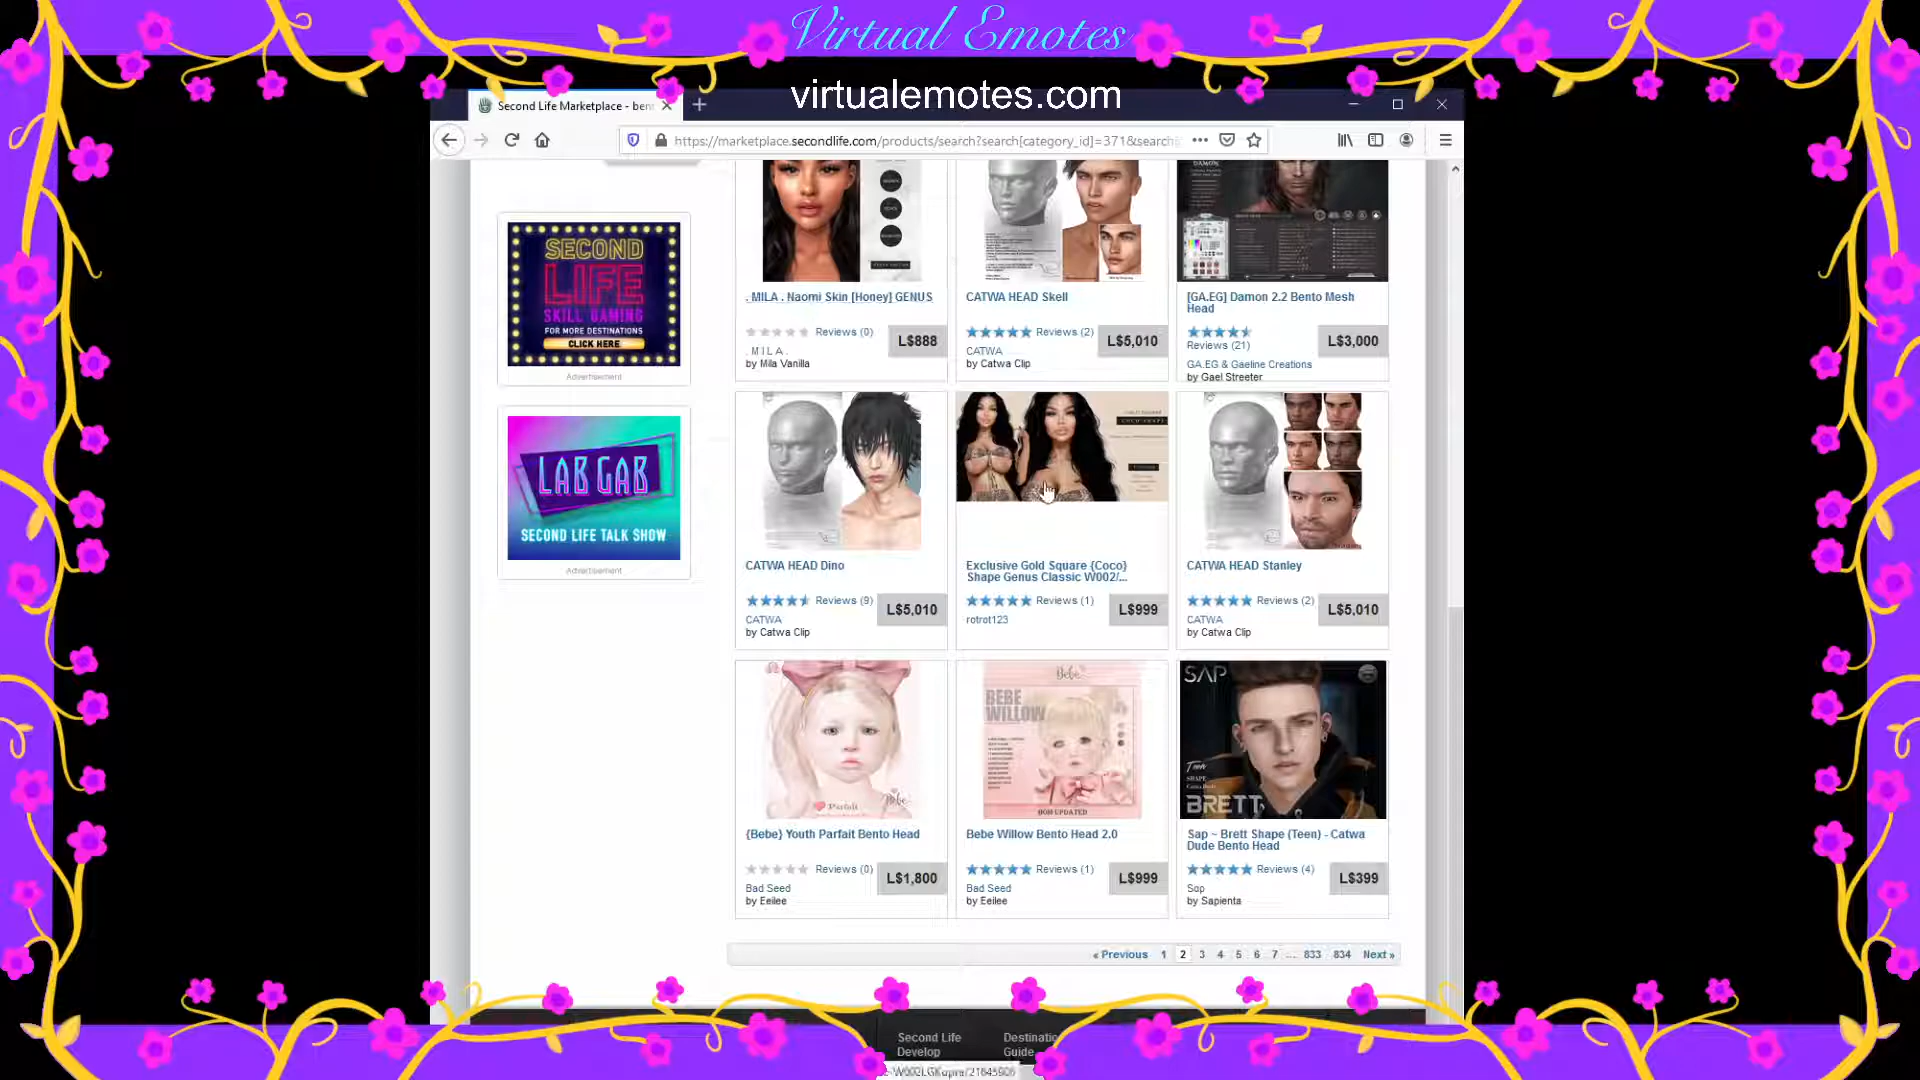 Virtual Emotes
virtualemotes.com
Second Life Marketplace - ben
https://marketplace.secondlife.com/products/search?search[category_id]=371&search
SECOND
LIFE
SKILL GAMING
FOR MORE DESTINATIONS
CLICK HERE
Advertisement
LAB GAB
SECOND LIFE TALK SHOW
Advertisement
. MILA . Naomi Skin [Honey] GENUS
Reviews (0)
L$888
. M I L A .
by Mila Vanilla
CATWA HEAD Skell
Reviews (2)
L$5,010
CATWA
by Catwa Clip
DAMON
[GA.EG] Damon 2.2 Bento Mesh
Head
Reviews (21)
L$3,000
GA.EG & Gaeline Creations
by Gael Streeter
CATWA HEAD Dino
Reviews (9)
L$5,010
CATWA
by Catwa Clip
Exclusive Gold Square {Coco}
Shape Genus Classic W002/...
Reviews (1)
L$999
rotrot123
CATWA HEAD Stanley
Reviews (2)
L$5,010
CATWA
by Catwa Clip
Parfait
Bebe
{Bebe} Youth Parfait Bento Head
Reviews (0)
L$1,800
Bad Seed
by Eeilee
Bebe
BEBE
WILLOW
BOM UPDATED
Bebe Willow Bento Head 2.0
Reviews (1)
L$999
Bad Seed
by Eeilee
SAP
Teen
SHAPE
BRETT
Sap ~ Brett Shape (Teen) - Catwa
Dude Bento Head
Reviews (4)
L$399
Sap
by Sapienta
« Previous 1 2 3 4 5 6 7 ... 833 834 Next »
Second Life
Develop
Destinatio
Guide